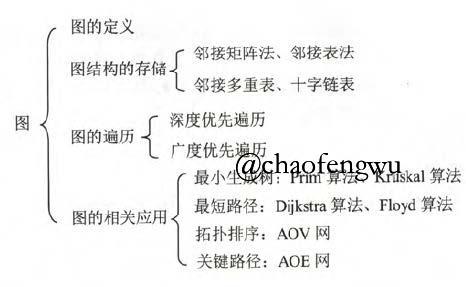 图的定义
图结构的存储
邻接矩阵法、邻接表法
邻接多重表、十字链表
图
图的遍历
深度优先遍历
广度优先遍历
@chaofengwu
图的相关应用
最小生成树：Prim 算法、Kruskal 算法
最短路径：Dijkstra 算法、Floyd 算法
拓扑排序：AOV 网
关键路径：AOE 网